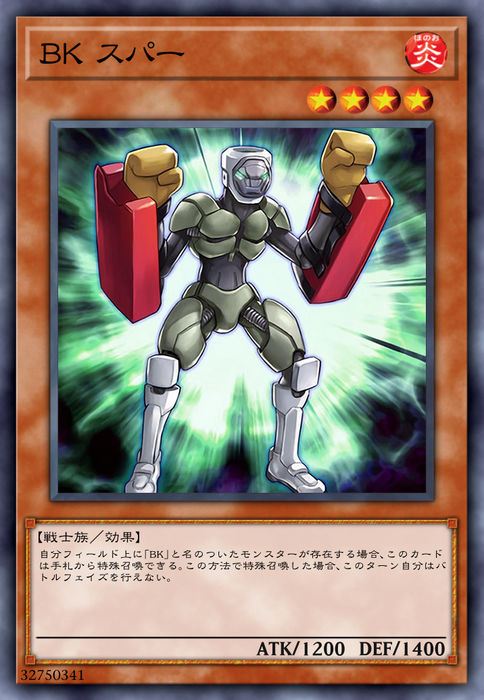 BK スパー
ほのお
炎
【戦士族／効果】
自分フィールド上に「BK」と名のついたモンスターが存在する場合、このカード
は手札から特殊召喚できる。この方法で特殊召喚した場合、このターン自分はバ
トルフェイズを行えない。
ATK/1200 DEF/1400
32750341